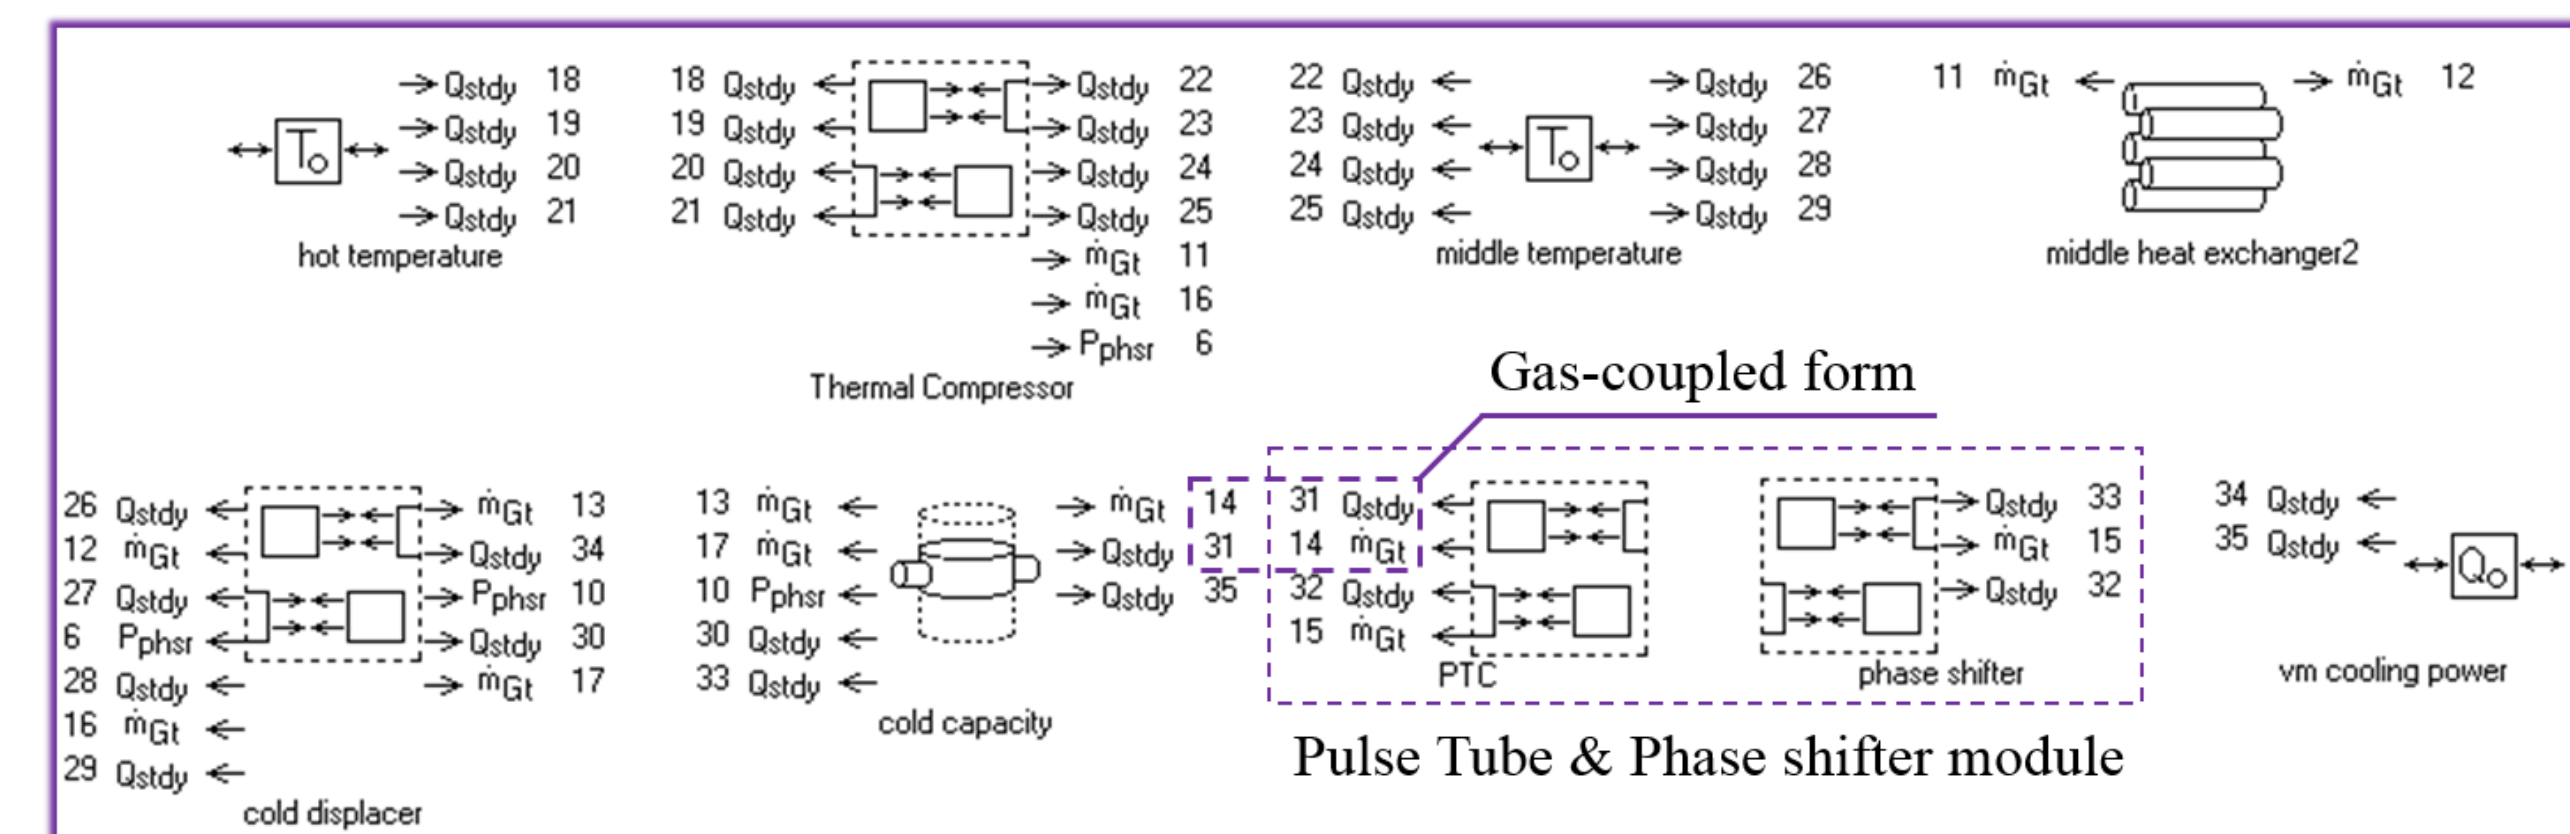 Qstdy 18
Qstdy 19
Qstdy 20
Qstdy 21
To
hot temperature
18 Qstdy
19 Qstdy
20 Qstdy
21 Qstdy
Qstdy 22
Qstdy 23
Qstdy 24
Qstdy 25
ṁGt 11
ṁGt 16
Pphsr 6
Thermal Compressor
22 Qstdy
23 Qstdy
24 Qstdy
25 Qstdy
To
Qstdy 26
Qstdy 27
Qstdy 28
Qstdy 29
middle temperature
11 ṁGt
ṁGt 12
middle heat exchanger2
Gas-coupled form
26 Qstdy
12 ṁGt
27 Qstdy
6 Pphsr
28 Qstdy
16 ṁGt
29 Qstdy
ṁGt 13
Qstdy 34
Pphsr 10
Qstdy 30
ṁGt 17
cold displacer
13 ṁGt
17 ṁGt
10 Pphsr
30 Qstdy
33 Qstdy
ṁGt 14
Qstdy 31
Qstdy 35
cold capacity
31 Qstdy
14 ṁGt
32 Qstdy
15 ṁGt
PTC
Qstdy 33
ṁGt 15
Qstdy 32
phase shifter
34 Qstdy
35 Qstdy
Qo
vm cooling power
Pulse Tube & Phase shifter module